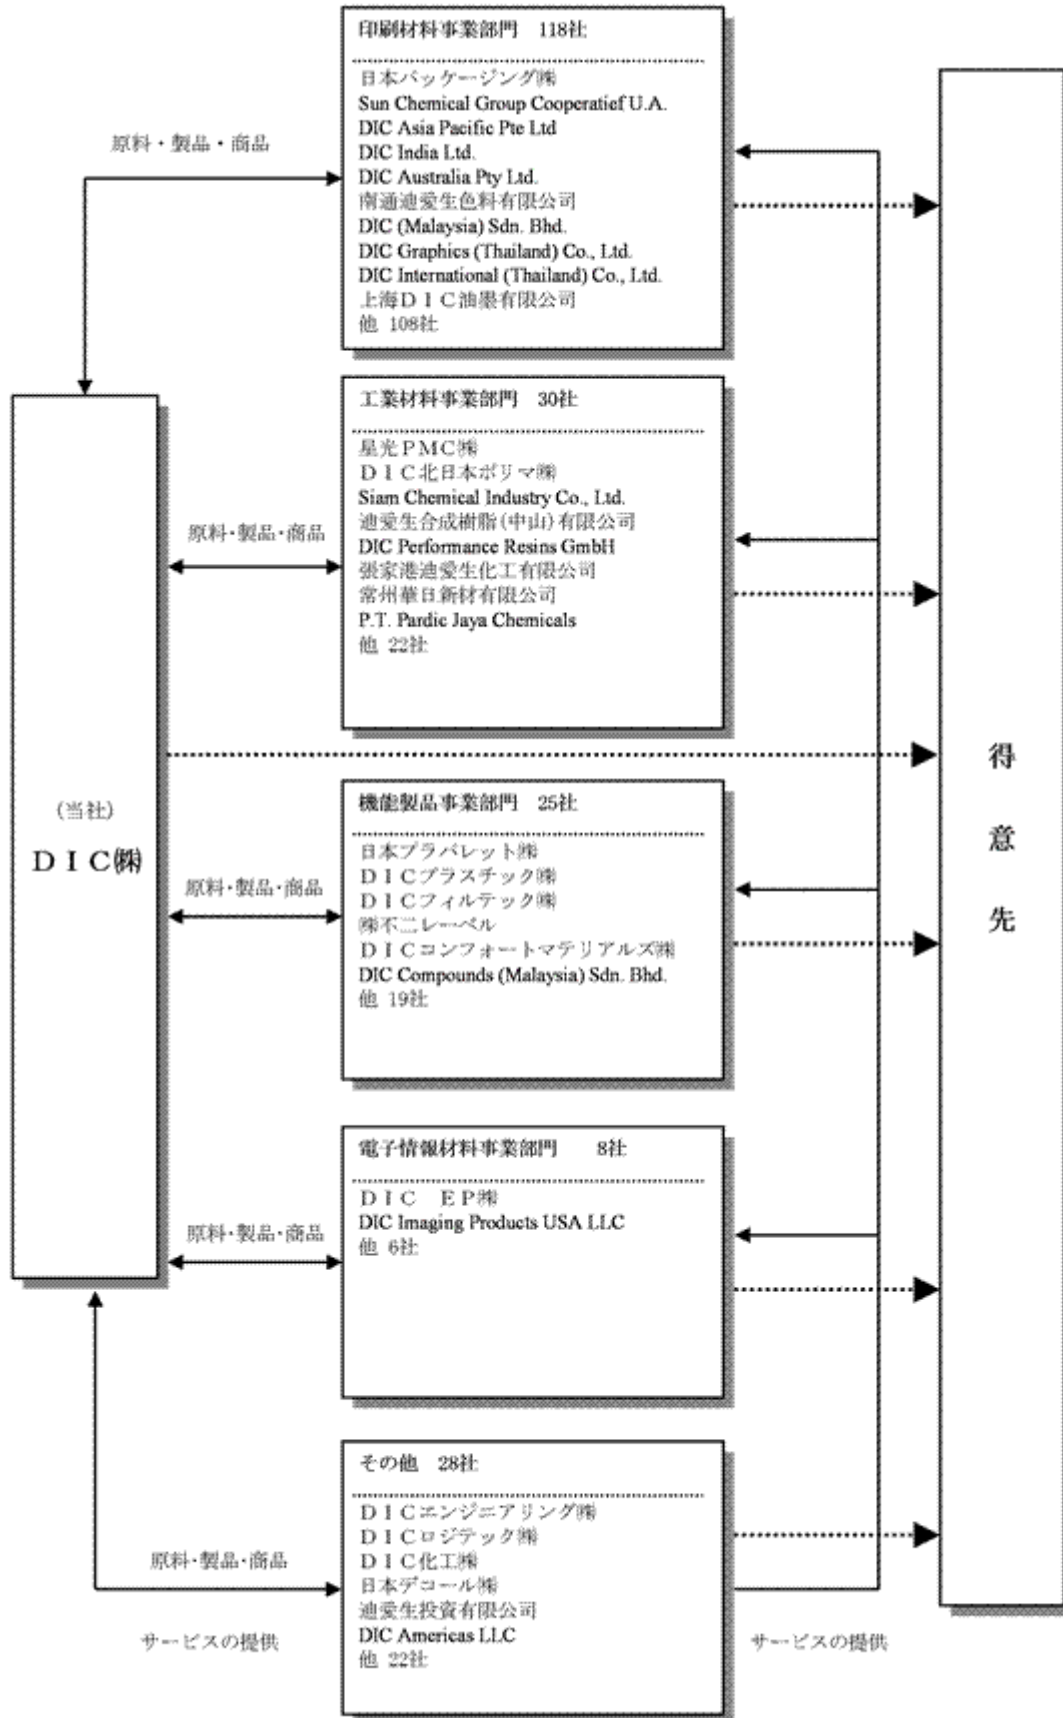 印刷材料事業部門 118社
日本パッケージング㈱
Sun Chemical Group Cooperatief U.A.
DIC Asia Pacific Pte Ltd
DIC India Ltd.
DIC Australia Pty Ltd.
南通迪愛生色料有限公司
DIC (Malaysia) Sdn. Bhd.
DIC Graphics (Thailand) Co., Ltd.
DIC International (Thailand) Co., Ltd.
上海ＤＩＣ油墨有限公司
他 108社
原料・製品・商品
工業材料事業部門 30社
星光ＰＭＣ㈱
ＤＩＣ北日本ポリマ㈱
Siam Chemical Industry Co., Ltd.
迪愛生合成樹脂(中山)有限公司
DIC Performance Resins GmbH
張家港迪愛生化工有限公司
常州華日新材有限公司
P.T. Pardic Jaya Chemicals
他 22社
原料・製品・商品
(当社)
ＤＩＣ㈱
機能製品事業部門 25社
日本プラパレット㈱
ＤＩＣプラスチック㈱
ＤＩＣフィルテック㈱
㈱不二レーベル
ＤＩＣコンフォートマテリアルズ㈱
DIC Compounds (Malaysia) Sdn. Bhd.
他 19社
原料・製品・商品
得
意
先
電子情報材料事業部門 8社
ＤＩＣ ＥＰ㈱
DIC Imaging Products USA LLC
他 6社
原料・製品・商品
その他 28社
ＤＩＣエンジニアリング㈱
ＤＩＣロジテック㈱
ＤＩＣ化工㈱
日本デコール㈱
迪愛生投資有限公司
DIC Americas LLC
他 22社
原料・製品・商品
サービスの提供
サービスの提供